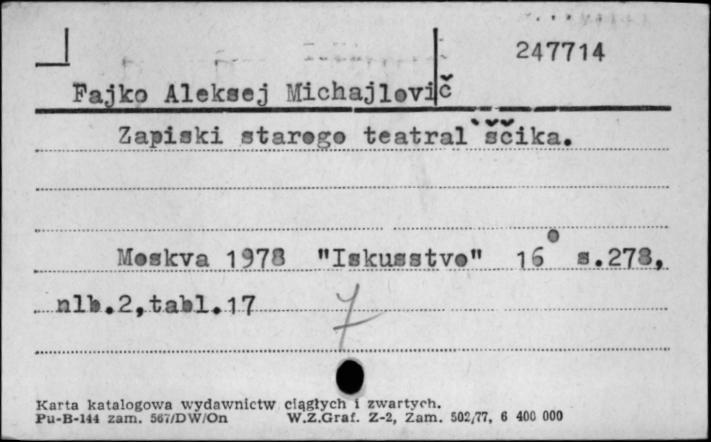 247714
Fajko Aleksej Michajlovič
Zapiski starego teatral`ščika.
Moskva 1978 "Iskusstvo" 16° s.278,
nlb.2,tabl.17
7
Karta katalogowa wydawnictw ciągłych i zwartych.
Pu-B-144 zam. 567/DW/On W.Z.Graf. Z-2, Zam. 502/77, 6 400 000